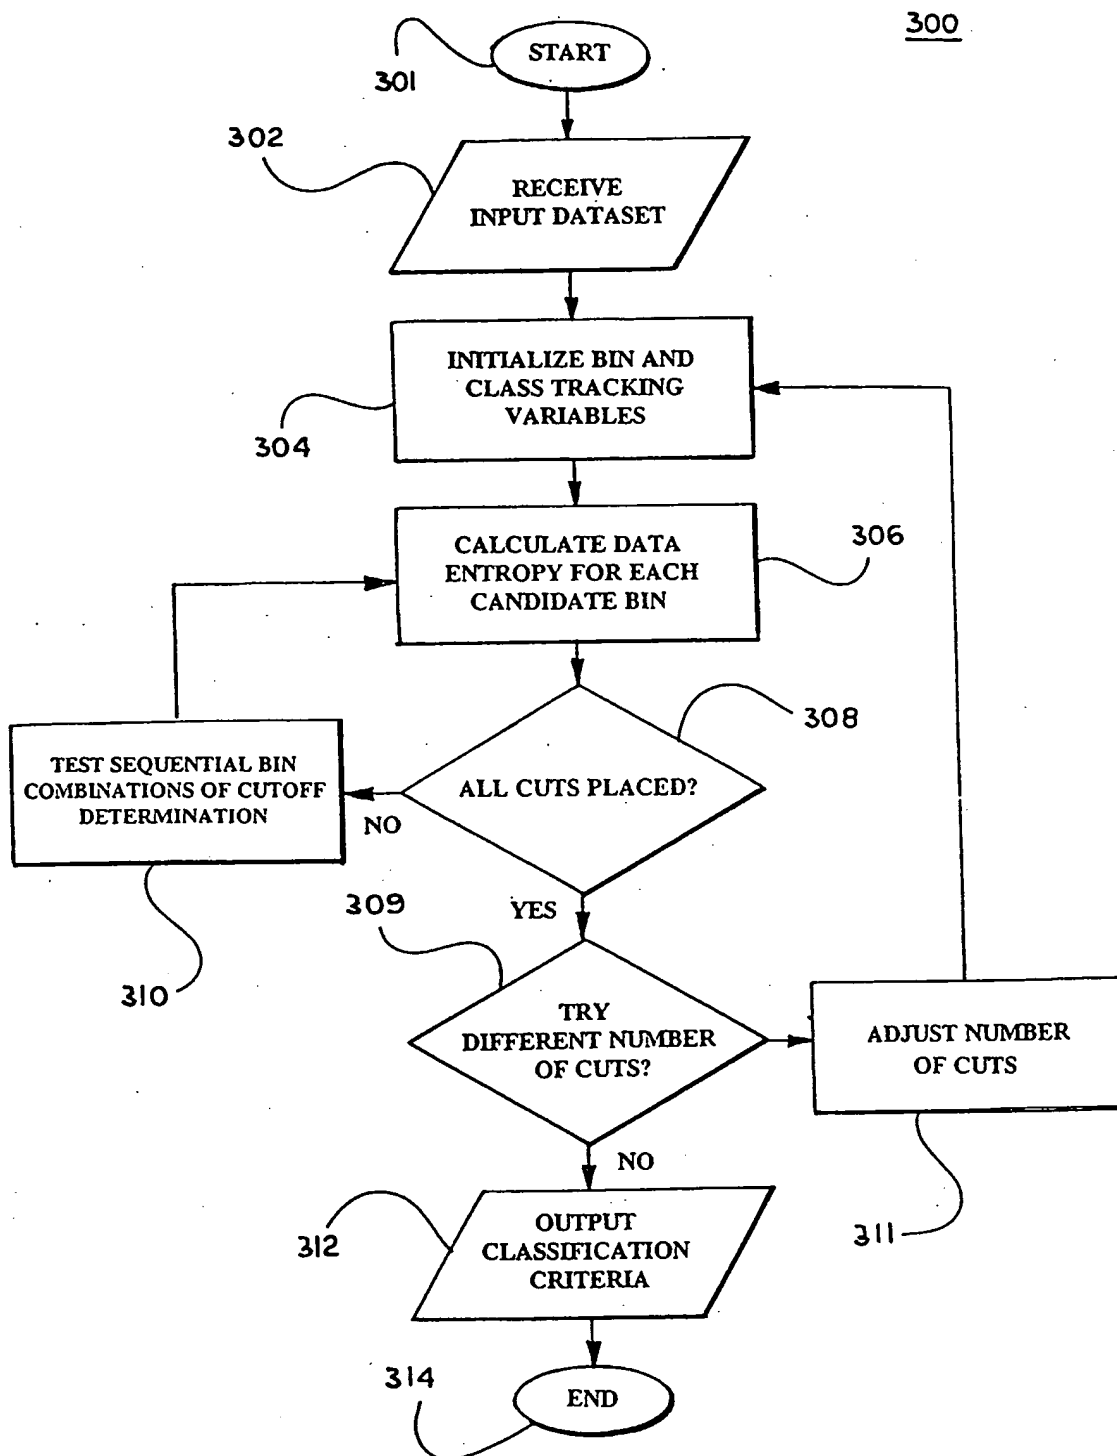 300
START
301
302
RECEIVE
INPUT DATASET
INITIALIZE BIN AND
CLASS TRACKING
VARIABLES
304
CALCULATE DATA
ENTROPY FOR EACH
CANDIDATE BIN
306
308
ALL CUTS PLACED?
TEST SEQUENTIAL BIN
COMBINATIONS OF CUTOFF
DETERMINATION
NO
310
YES
309
TRY
DIFFERENT NUMBER
OF CUTS?
ADJUST NUMBER
OF CUTS
311
NO
312
OUTPUT
CLASSIFICATION
CRITERIA
314
END